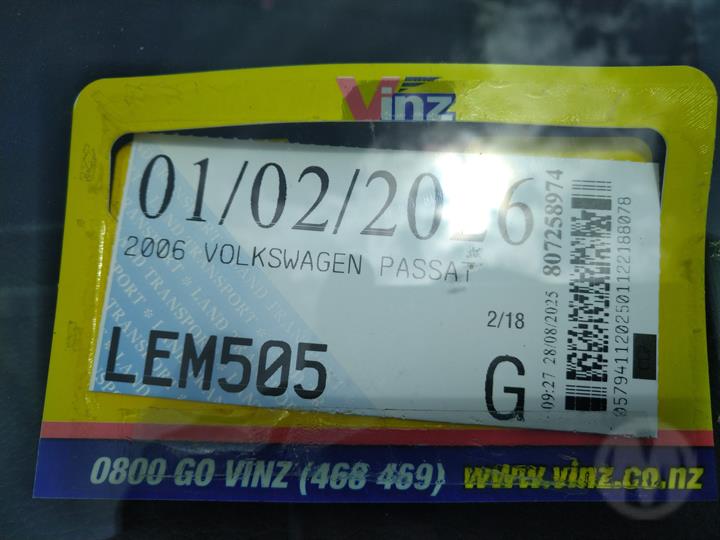 Vinz
01/02/2026
2006 VOLKSWAGEN PASSAT
2/18
LEM505
G
09:27 28/08/2025 807258974
0579411202501122188078
0800 GO VINZ (468 469) www.vinz.co.nz